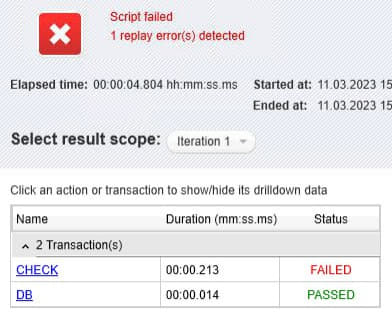 Script failed
1 replay error(s) detected
Elapsed time: 00:00:04.804 hh:mm:ss.ms Started at: 11.03.2023 15
Ended at: 11.03.2023 15
Select result scope: Iteration 1
Click an action or transaction to show/hide its drilldown data
Name Duration (mm:ss.ms) Status
2 Transaction(s)
CHECK 00:00.213 FAILED
DB 00:00.014 PASSED